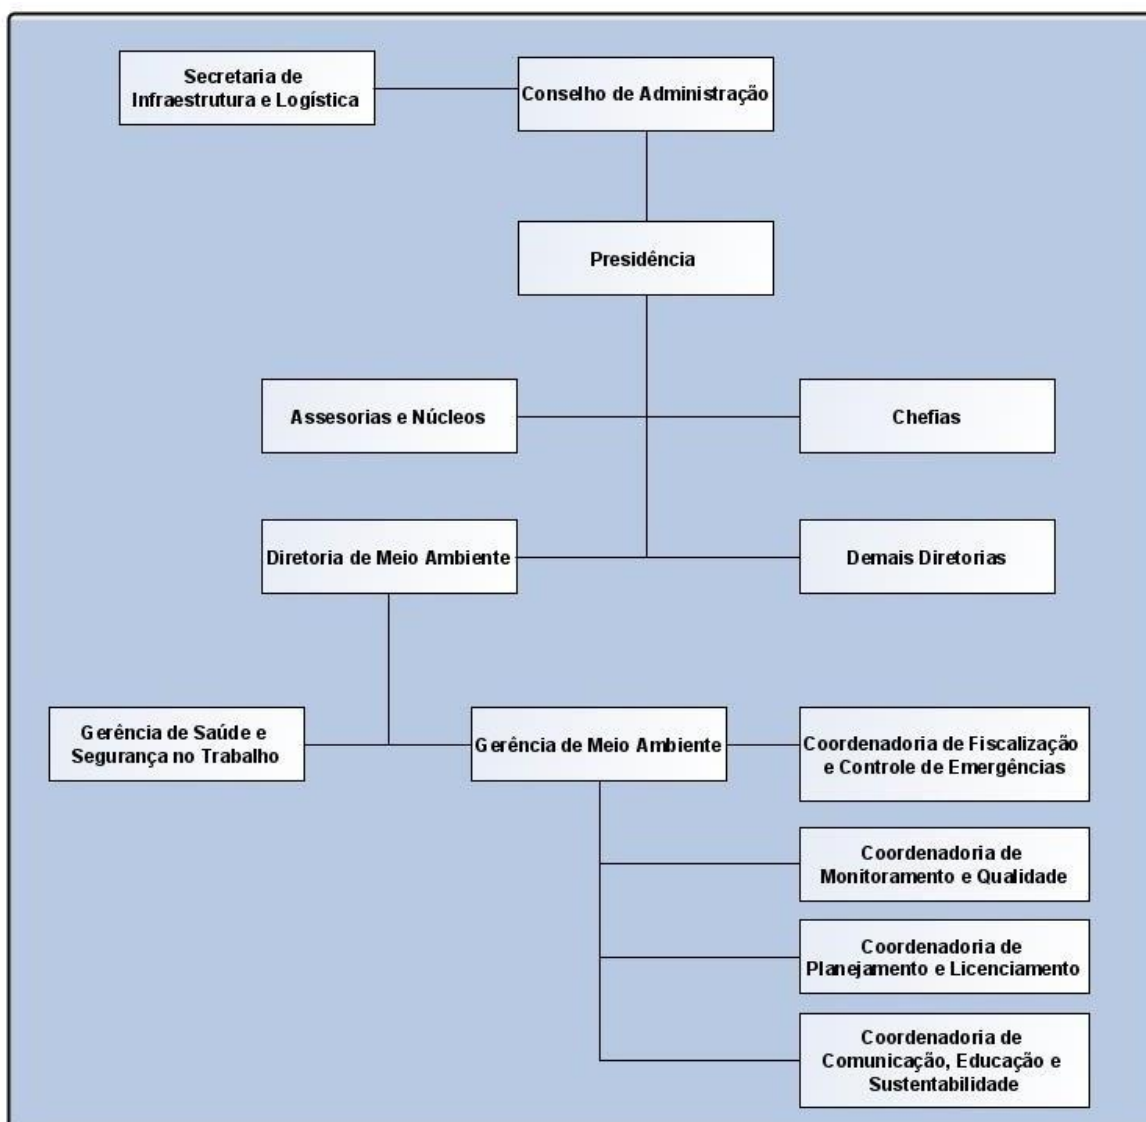 Secretaria de
Infraestrutura e Logística
Conselho de Administração
Presidência
Assesorias e Núcleos
Chefias
Diretoria de Meio Ambiente
Demais Diretorias
Gerência de Saúde e
Segurança no Trabalho
Gerência de Meio Ambiente
Coordenadoria de Fiscalização
e Controle de Emergências
Coordenadoria de
Monitoramento e Qualidade
Coordenadoria de
Planejamento e Licenciamento
Coordenadoria de
Comunicação, Educação e
Sustentabilidade